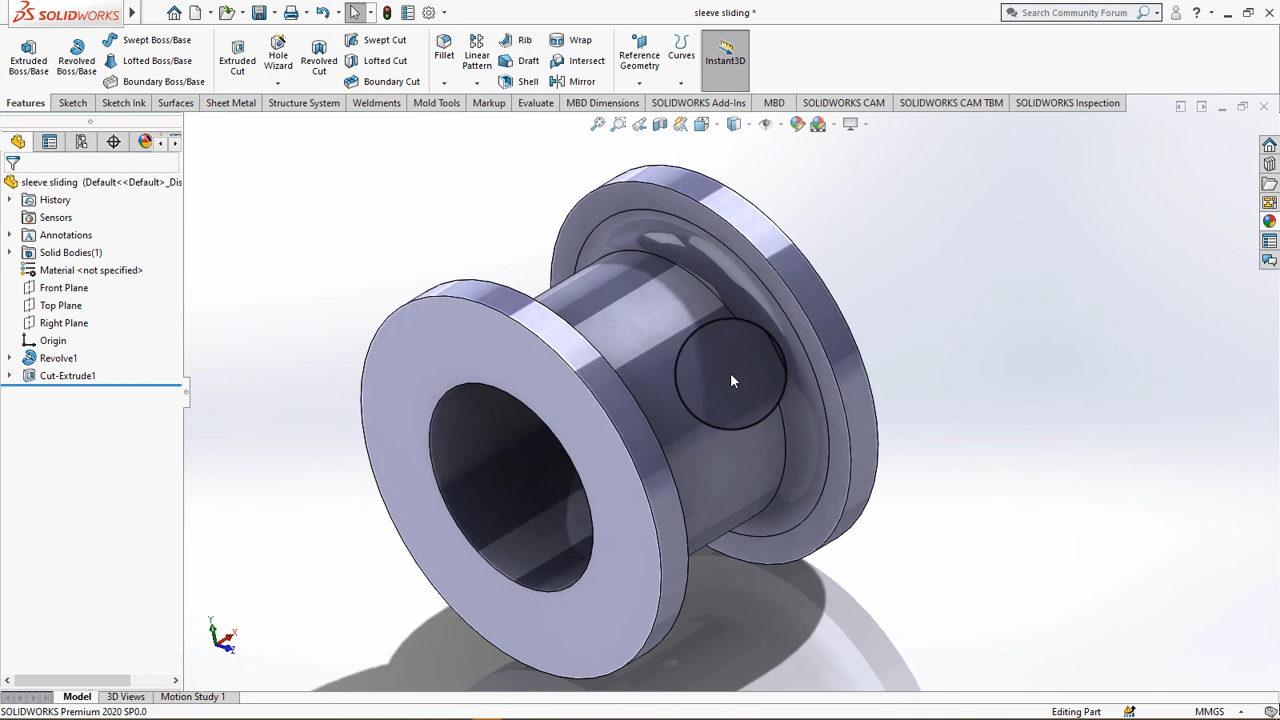 SOLIDWORKS
sleeve sliding *
Search Community Forum
?
Extruded Boss/Base
Revolved Boss/Base
Swept Boss/Base
Lofted Boss/Base
Boundary Boss/Base
Extruded Cut
Hole Wizard
Revolved Cut
Swept Cut
Lofted Cut
Boundary Cut
Fillet
Linear Pattern
Rib
Draft
Shell
Wrap
Intersect
Mirror
Reference Geometry
Curves
Instant3D
Features
Sketch
Sketch Ink
Surfaces
Sheet Metal
Structure System
Weldments
Mold Tools
Markup
Evaluate
MBD Dimensions
SOLIDWORKS Add-Ins
MBD
SOLIDWORKS CAM
SOLIDWORKS CAM TBM
SOLIDWORKS Inspection
sleeve sliding (Default<<Default>_Dis
History
Sensors
Annotations
Solid Bodies(1)
Material <not specified>
Front Plane
Top Plane
Right Plane
Origin
Revolve1
Cut-Extrude1
Y
X
Z
Model
3D Views
Motion Study 1
SOLIDWORKS Premium 2020 SP0.0
Editing Part
MMGS